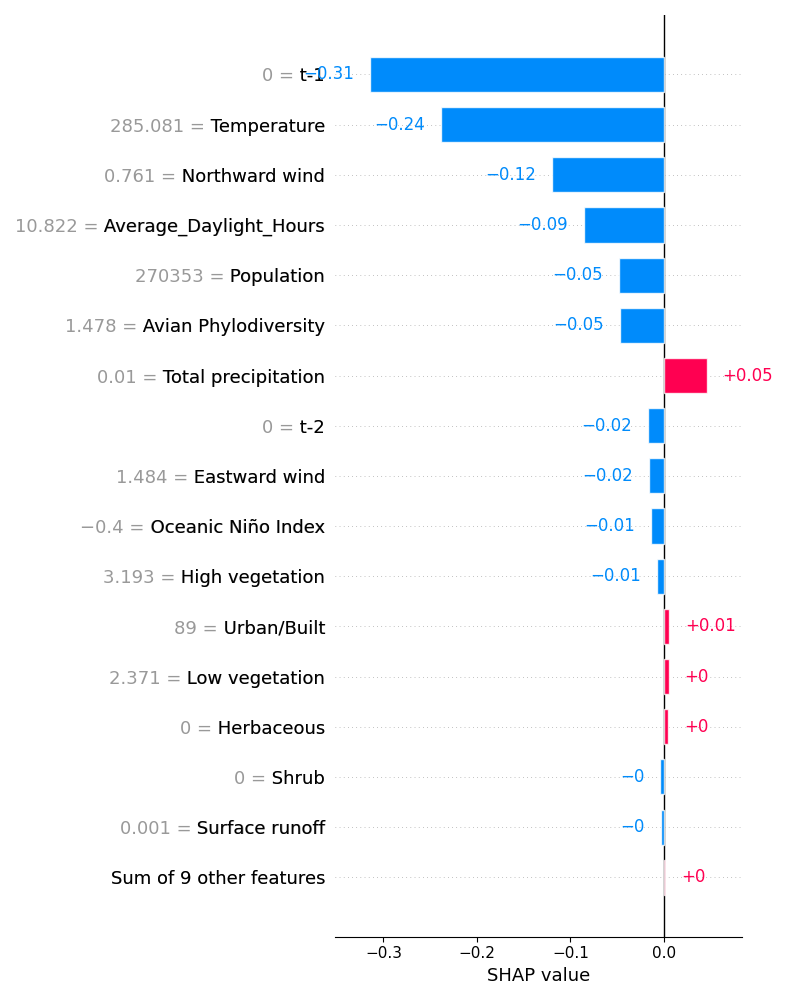 0 = t-1 −0.31
285.081 = Temperature −0.24
0.761 = Northward wind −0.12
10.822 = Average_Daylight_Hours −0.09
270353 = Population −0.05
1.478 = Avian Phylodiversity −0.05
0.01 = Total precipitation +0.05
0 = t-2 −0.02
1.484 = Eastward wind −0.02
−0.4 = Oceanic Niño Index −0.01
3.193 = High vegetation −0.01
89 = Urban/Built +0.01
2.371 = Low vegetation +0
0 = Herbaceous +0
0 = Shrub −0
0.001 = Surface runoff −0
Sum of 9 other features +0
−0.3 −0.2 −0.1 0.0
SHAP value